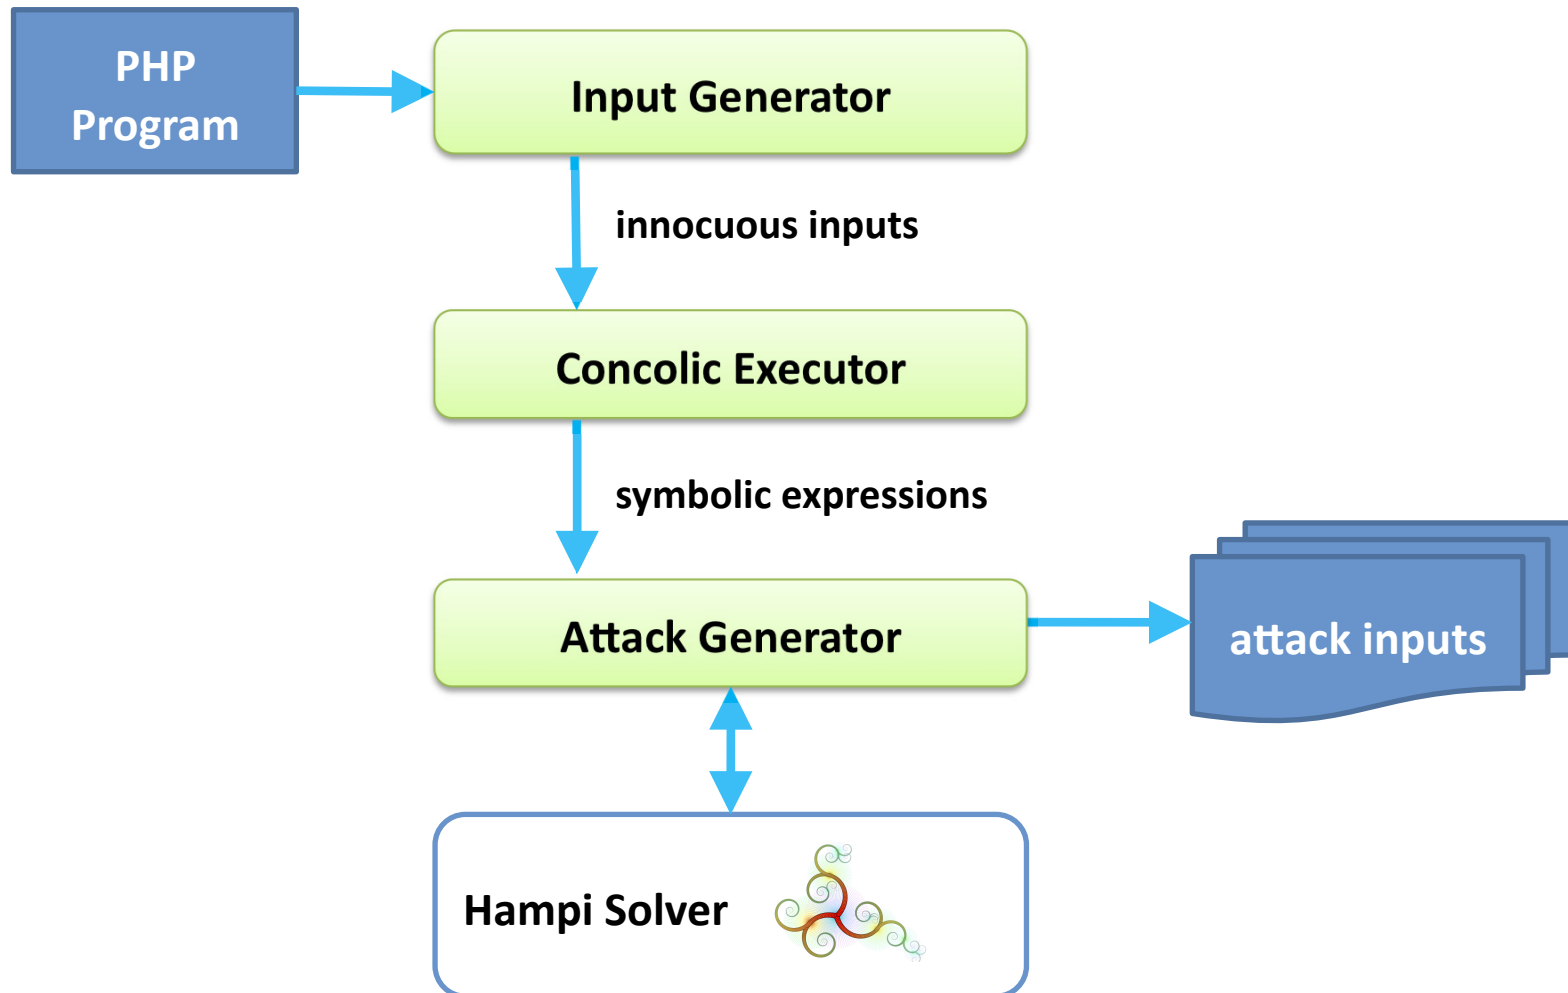 PHP
Program
Input Generator
innocuous inputs
Concolic Executor
symbolic expressions
Attack Generator
attack inputs
Hampi Solver